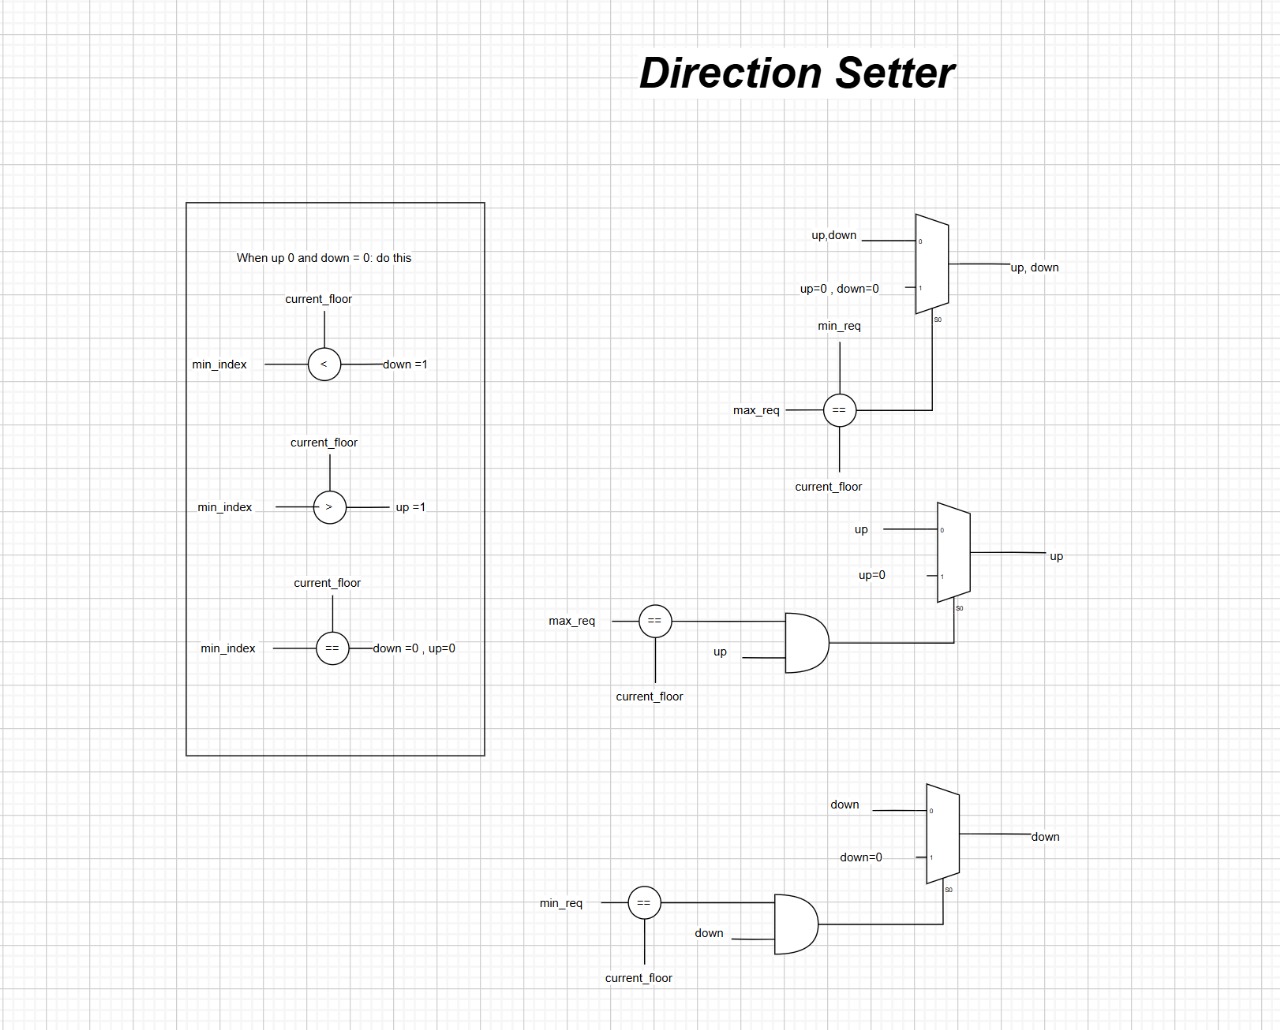 Direction Setter
When up 0 and down = 0: do this
current_floor
min_index
<
down =1
current_floor
min_index
>
up =1
current_floor
min_index
==
down =0 , up=0
up,down
0
up, down
up=0 , down=0
1
S0
min_req
max_req
==
current_floor
up
0
up
up=0
1
S0
max_req
==
up
current_floor
down
0
down
down=0
1
S0
min_req
==
down
current_floor